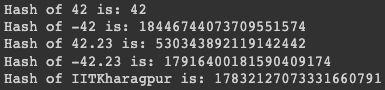 Hash of 42 is: 42
Hash of -42 is: 18446744073709551574
Hash of 42.23 is: 530343892119142442
Hash of -42.23 is: 17916400181590409174
Hash of IITKharagpur is: 17832127073331660791